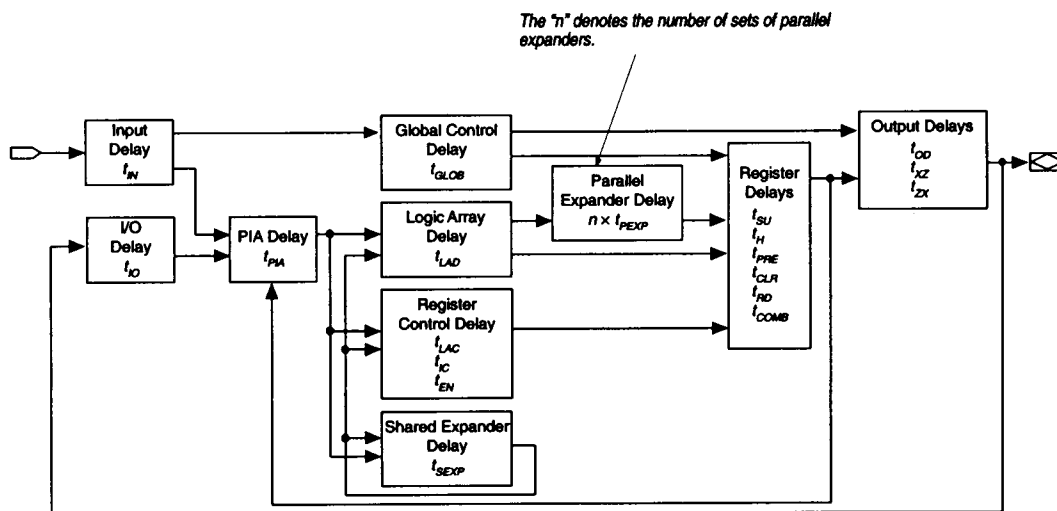 The "n" denotes the number of sets of parallel
expanders.
Input
Delay
tIN
Global Control
Delay
tGLOB
Output Delays
tOD
tXZ
tZX
Parallel
Expander Delay
n × tPEXP
Register
Delays
tSU
tH
tPRE
tCLR
tRD
tCOMB
I/O
Delay
tIO
PIA Delay
tPIA
Logic Array
Delay
tLAD
Register
Control Delay
tLAC
tIC
tEN
Shared Expander
Delay
tSEXP